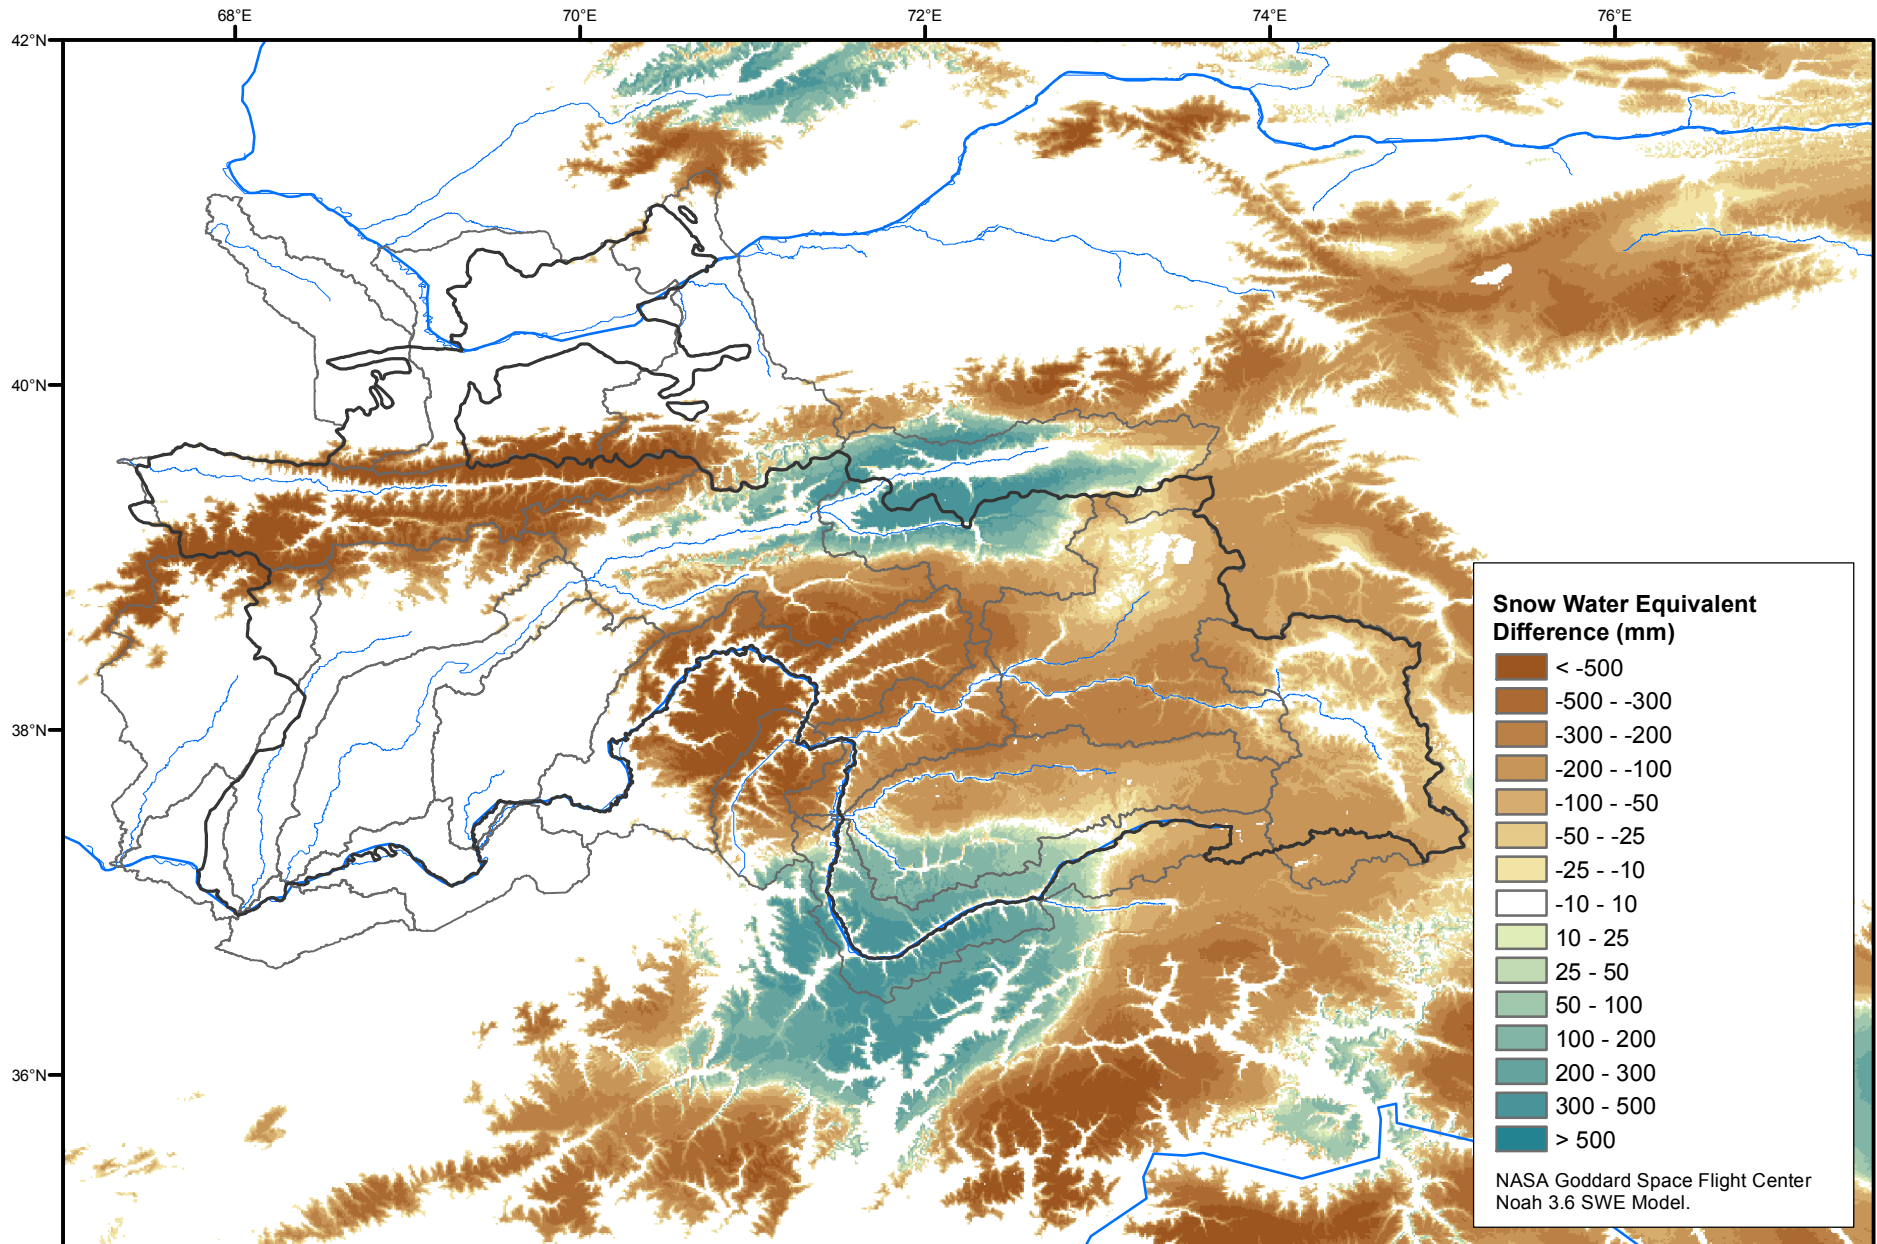 68°E
70°E
72°E
74°E
76°E
42°N
40°N
38°N
36°N
Snow Water Equivalent
Difference (mm)
< -500
-500 - -300
-300 - -200
-200 - -100
-100 - -50
-50 - -25
-25 - -10
-10 - 10
10 - 25
25 - 50
50 - 100
100 - 200
200 - 300
300 - 500
> 500
NASA Goddard Space Flight Center
Noah 3.6 SWE Model.